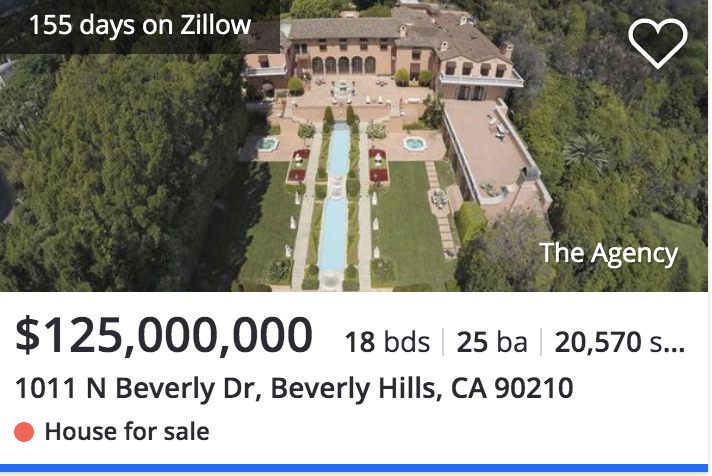 155 days on Zillow
The Agency
$125,000,000 18 bds | 25 ba | 20,570 s...
1011 N Beverly Dr, Beverly Hills, CA 90210
House for sale